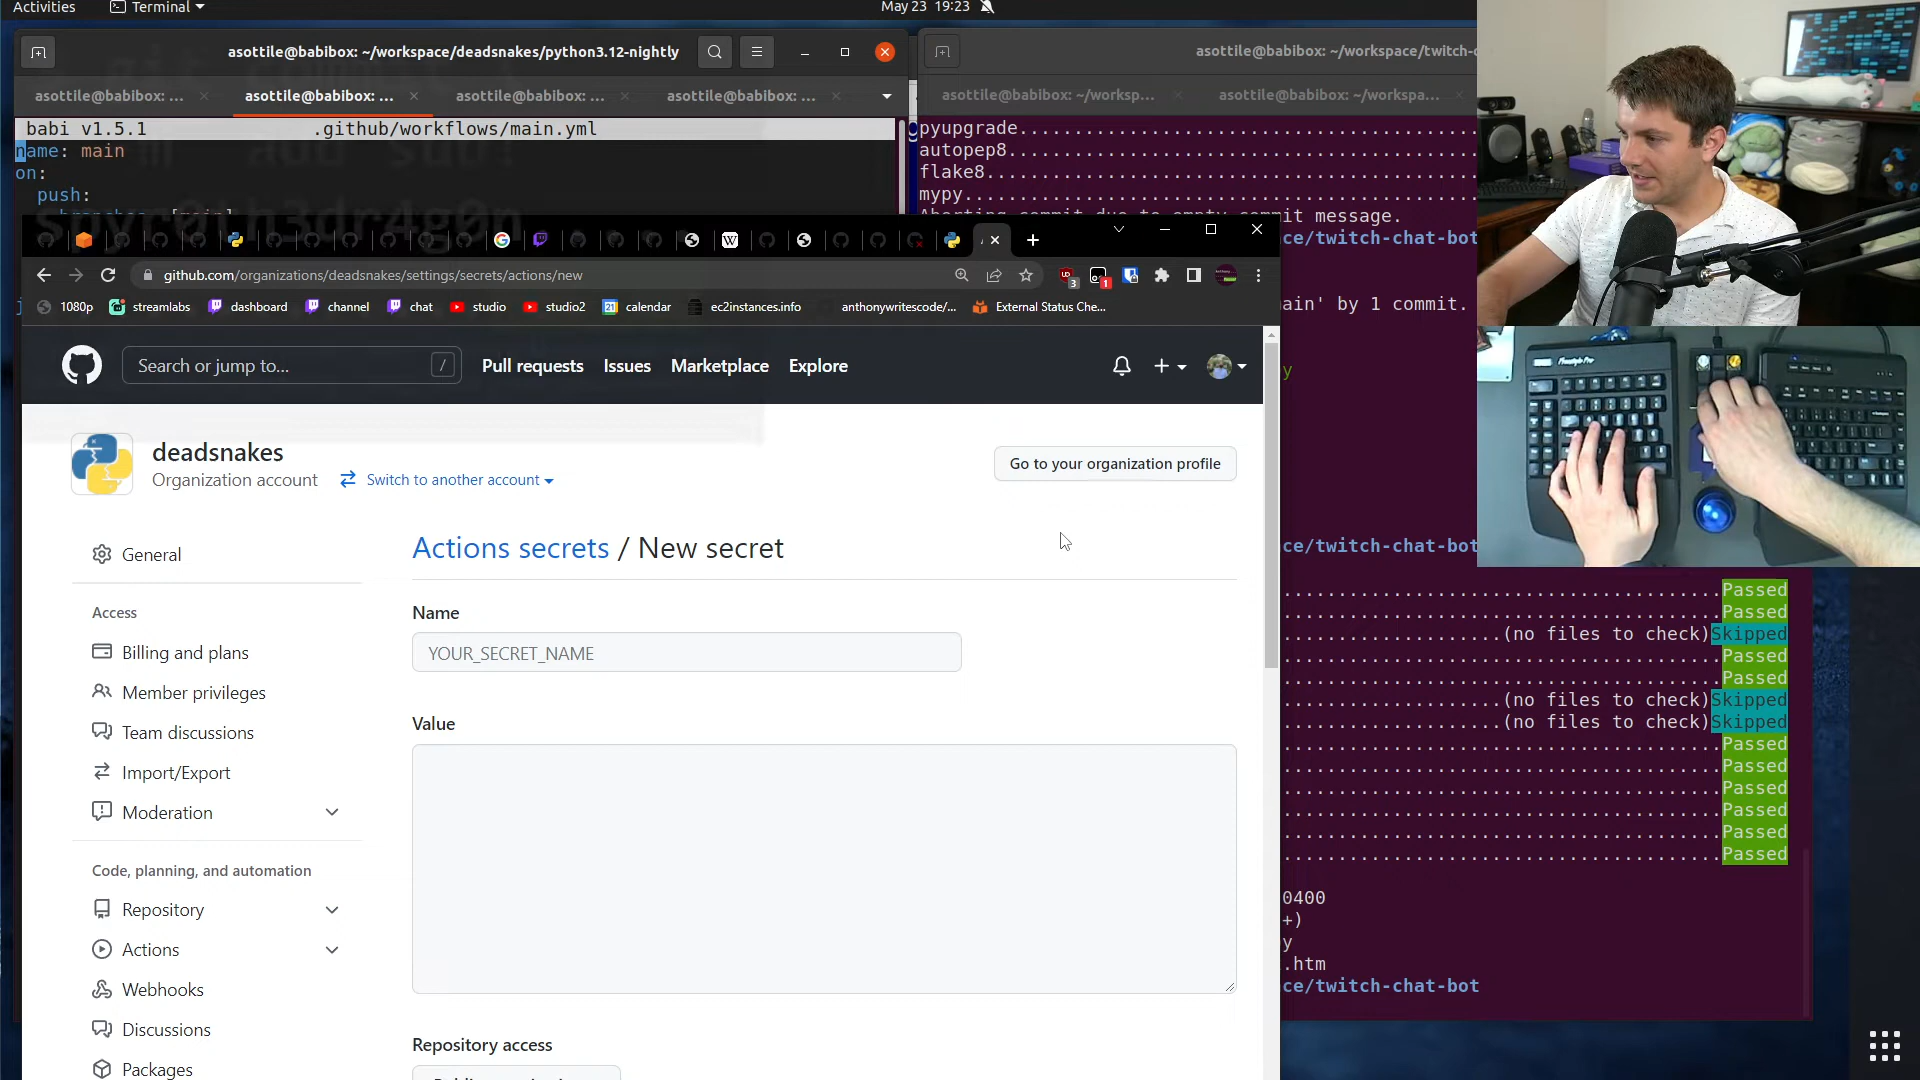 Activities
Terminal
May 23 19:23
asottile@babibox: ~/workspace/deadsnakes/python3.12-nightly
asottile@babibox: ~/workspace/twitch-c
asottile@babibox: ...
asottile@babibox: ...
asottile@babibox: ...
asottile@babibox: ...
asottile@babibox: ~/worksp...
asottile@babibox: ~/workspa...
babi v1.5.1 .github/workflows/main.yml
name: main
on:
push:
pyupgrade
autopep8
flake8
mypy
Aborting commit due to empty commit message.
ce/twitch-chat-bot
ain' by 1 commit.
y
ce/twitch-chat-bot
github.com/organizations/deadsnakes/settings/secrets/actions/new
1080p
streamlabs
dashboard
channel
chat
studio
studio2
calendar
ec2instances.info
anthonywritescode/...
External Status Che...
Search or jump to...
/
Pull requests
Issues
Marketplace
Explore
deadsnakes
Organization account
Switch to another account
Go to your organization profile
General
Access
Billing and plans
Member privileges
Team discussions
Import/Export
Moderation
Code, planning, and automation
Repository
Actions
Webhooks
Discussions
Packages
Actions secrets / New secret
Name
YOUR_SECRET_NAME
Value
Repository access
Passed
Passed
(no files to check)Skipped
Passed
Passed
(no files to check)Skipped
(no files to check)Skipped
Passed
Passed
Passed
Passed
Passed
Passed
0400
+)
y
.htm
ce/twitch-chat-bot